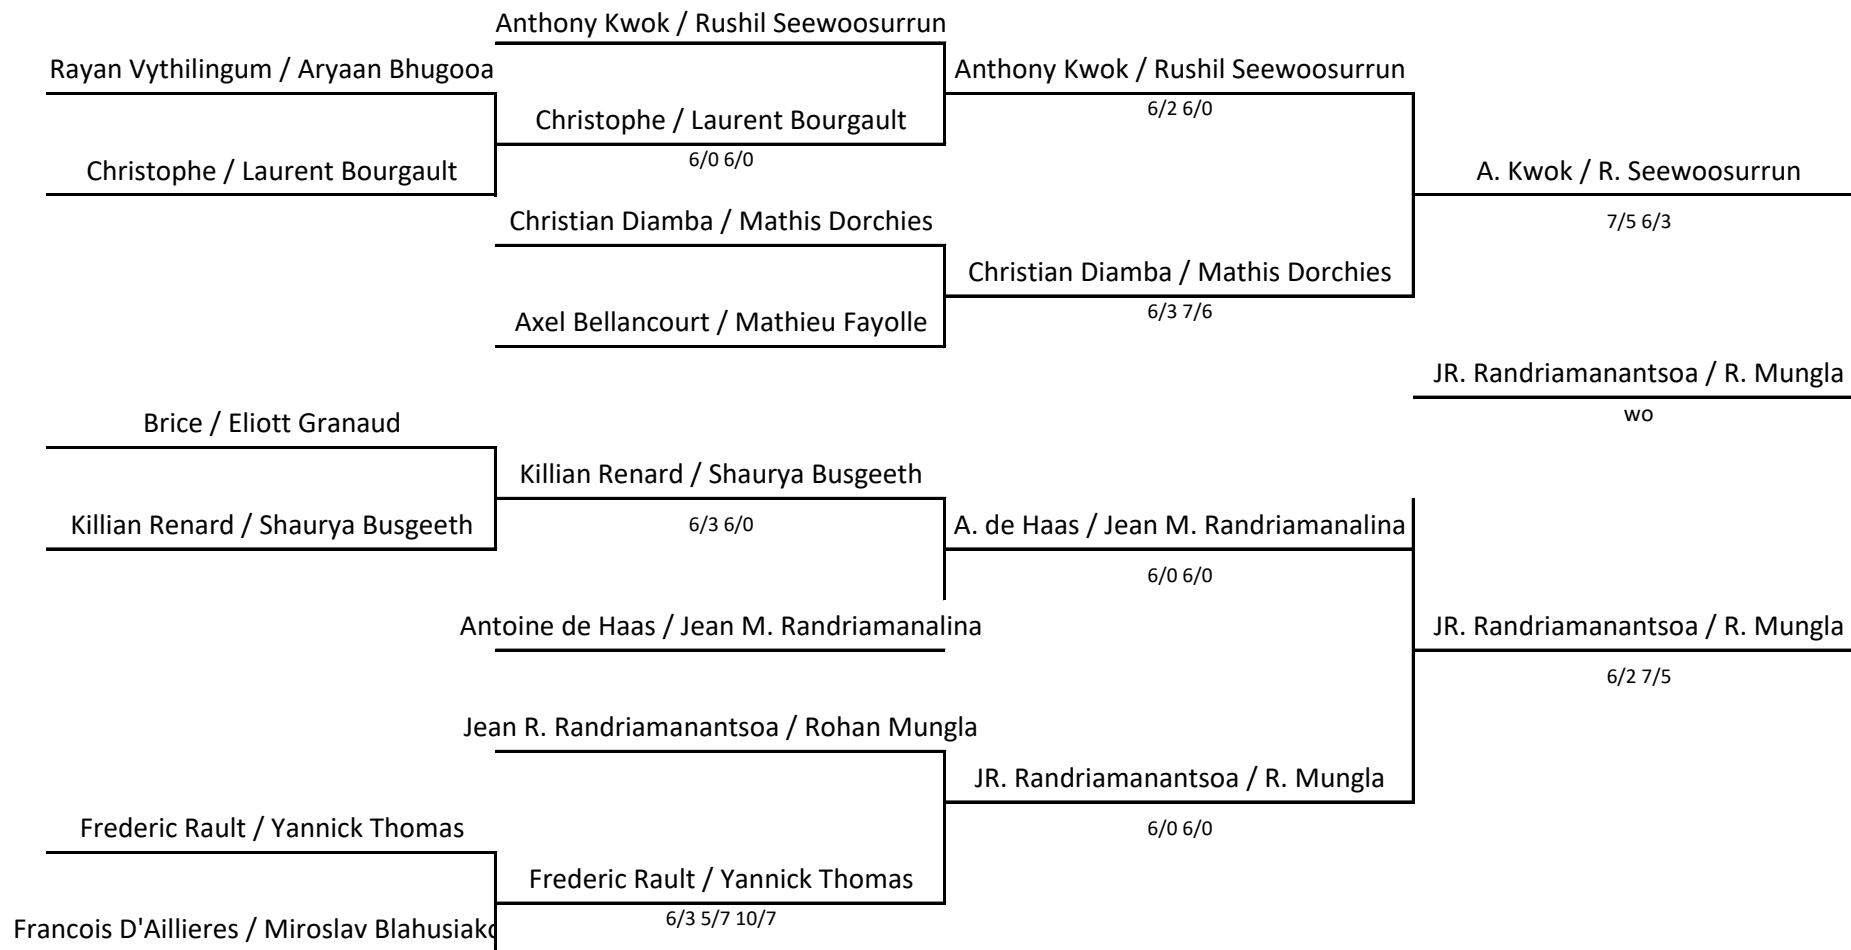 Anthony Kwok / Rushil Seewoosurrun
Rayan Vythilingum / Aryaan Bhugooa
Anthony Kwok / Rushil Seewoosurrun
6/2 6/0
Christophe / Laurent Bourgault
6/0 6/0
Christophe / Laurent Bourgault
A. Kwok / R. Seewoosurrun
7/5 6/3
Christian Diamba / Mathis Dorchies
Christian Diamba / Mathis Dorchies
6/3 7/6
Axel Bellancourt / Mathieu Fayolle
JR. Randriamanantsoa / R. Mungla
wo
Brice / Eliott Granaud
Killian Renard / Shaurya Busgeeth
6/3 6/0
Killian Renard / Shaurya Busgeeth
A. de Haas / Jean M. Randriamanalina
6/0 6/0
Antoine de Haas / Jean M. Randriamanalina
JR. Randriamanantsoa / R. Mungla
6/2 7/5
Jean R. Randriamanantsoa / Rohan Mungla
JR. Randriamanantsoa / R. Mungla
6/0 6/0
Frederic Rault / Yannick Thomas
Frederic Rault / Yannick Thomas
6/3 5/7 10/7
Francois D'Aillieres / Miroslav